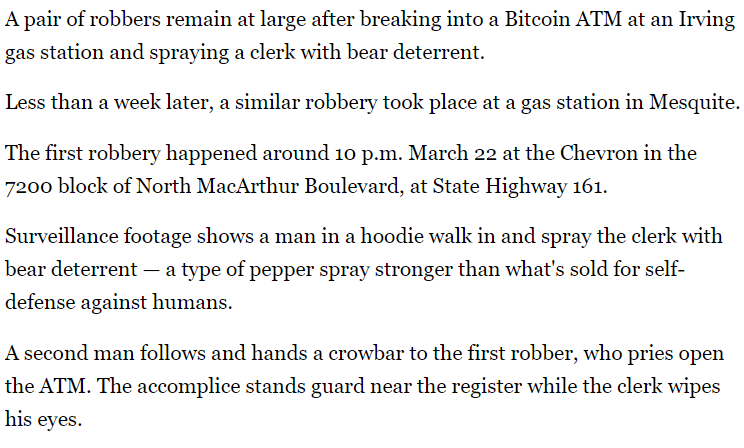 A pair of robbers remain at large after breaking into a Bitcoin ATM at an Irving
gas station and spraying a clerk with bear deterrent.
Less than a week later, a similar robbery took place at a gas station in Mesquite.
The first robbery happened around 10 p.m. March 22 at the Chevron in the
7200 block of North MacArthur Boulevard, at State Highway 161.
Surveillance footage shows a man in a hoodie walk in and spray the clerk with
bear deterrent — a type of pepper spray stronger than what's sold for self-
defense against humans.
A second man follows and hands a crowbar to the first robber, who pries open
the ATM. The accomplice stands guard near the register while the clerk wipes
his eyes.